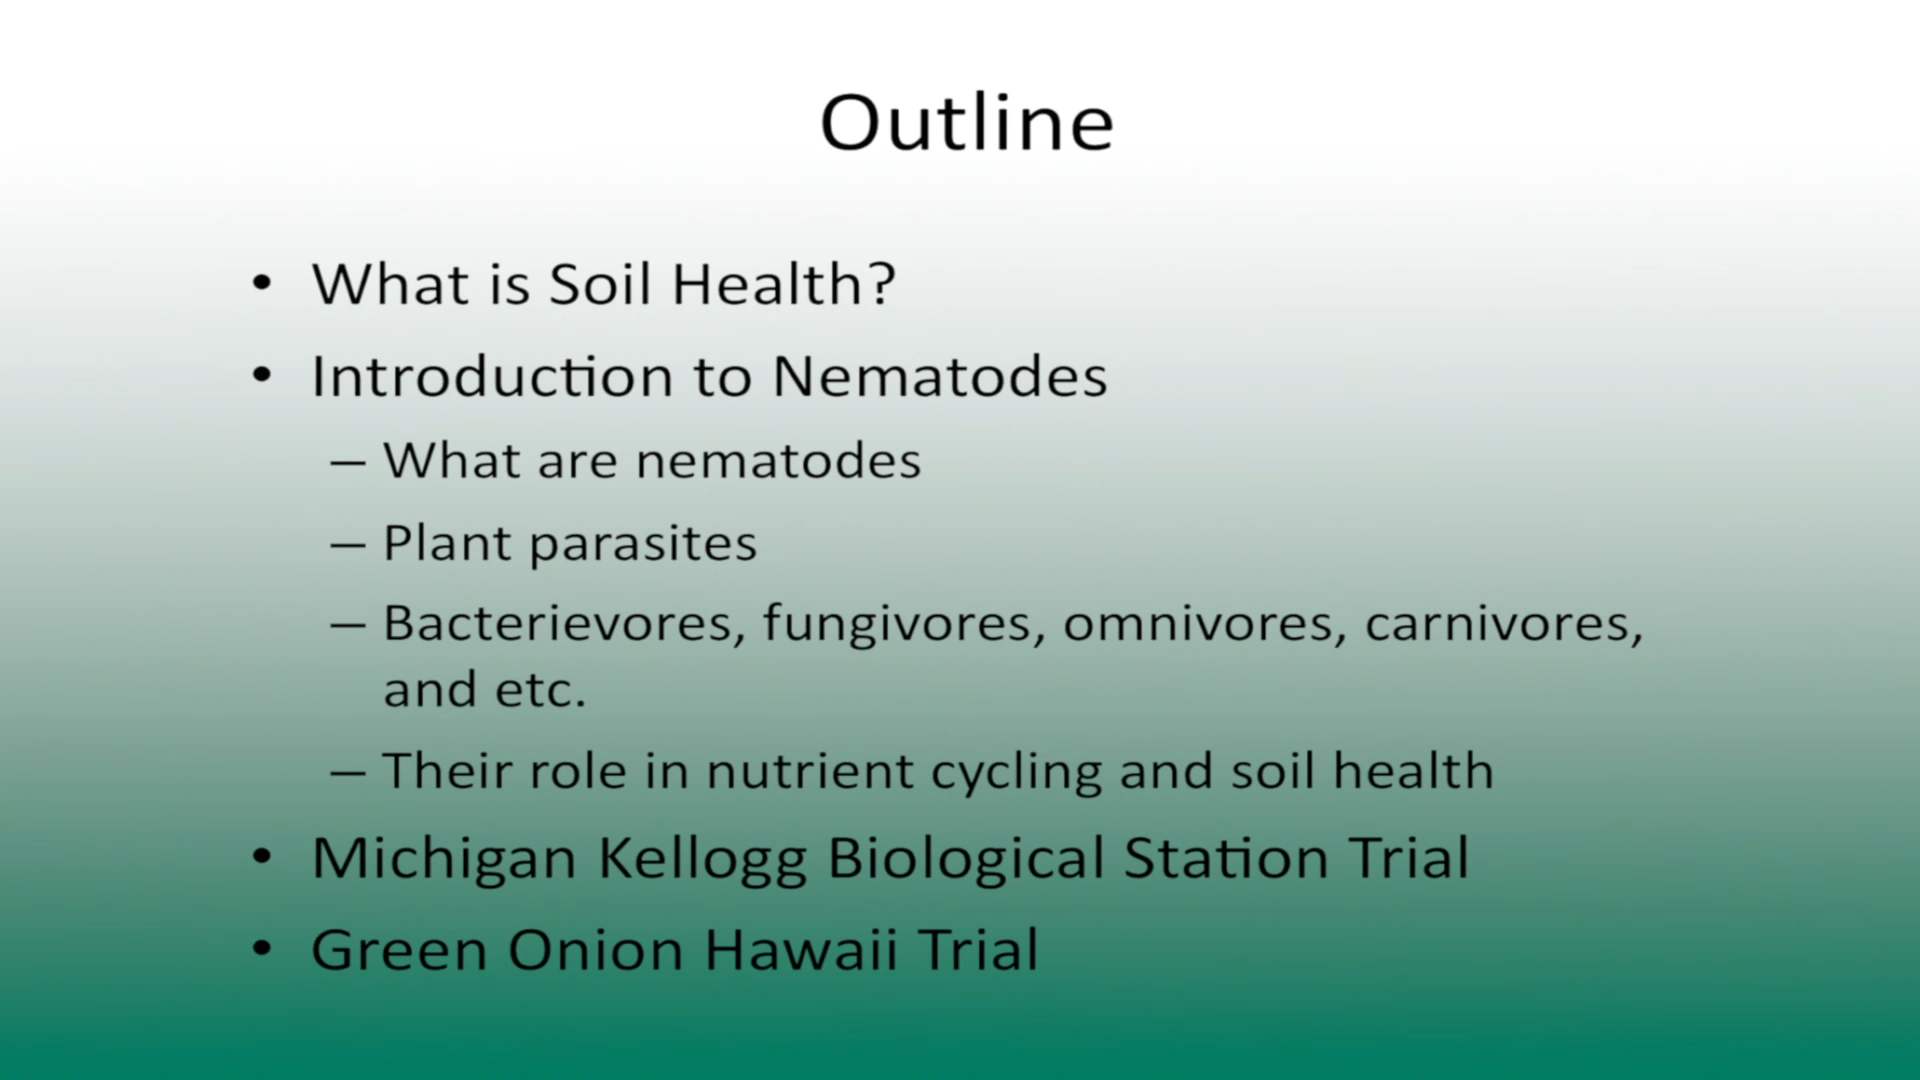 Outline
• What is Soil Health?
• Introduction to Nematodes
– What are nematodes
– Plant parasites
– Bacterievores, fungivores, omnivores, carnivores,
and etc.
– Their role in nutrient cycling and soil health
• Michigan Kellogg Biological Station Trial
• Green Onion Hawaii Trial